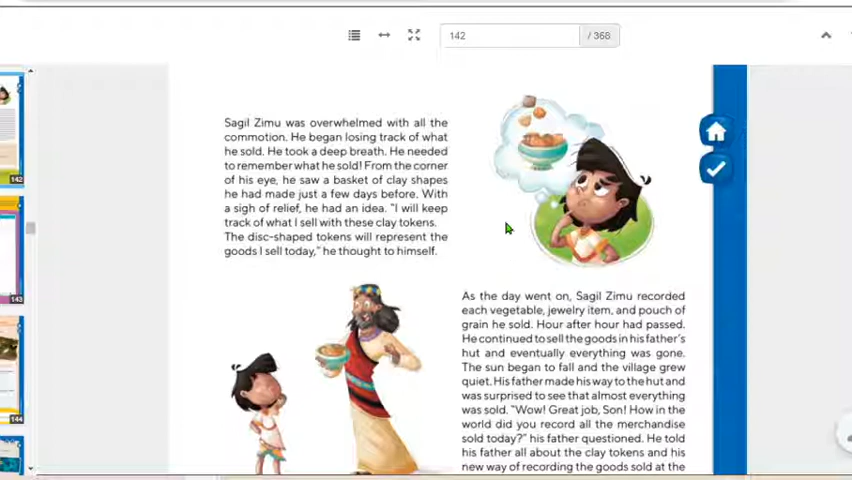 142
/ 368
Sagil Zimu was overwhelmed with all the
commotion. He began losing track of what
he sold. He took a deep breath. He needed
to remember what he sold! From the corner
of his eye, he saw a basket of clay shapes
he had made just a few days before. With
a sigh of relief, he had an idea. "I will keep
track of what I sell with these clay tokens.
The disc-shaped tokens will represent the
goods I sell today," he thought to himself.
As the day went on, Sagil Zimu recorded
each vegetable, jewelry item, and pouch of
grain he sold. Hour after hour had passed.
He continued to sell the goods in his father's
hut and eventually everything was gone.
The sun began to fall and the village grew
quiet. His father made his way to the hut and
was surprised to see that almost everything
was sold. "Wow! Great job, Son! How in the
world did you record all the merchandise
sold today?" his father questioned. He told
his father all about the clay tokens and his
new way of recording the goods sold at the
142
143
144